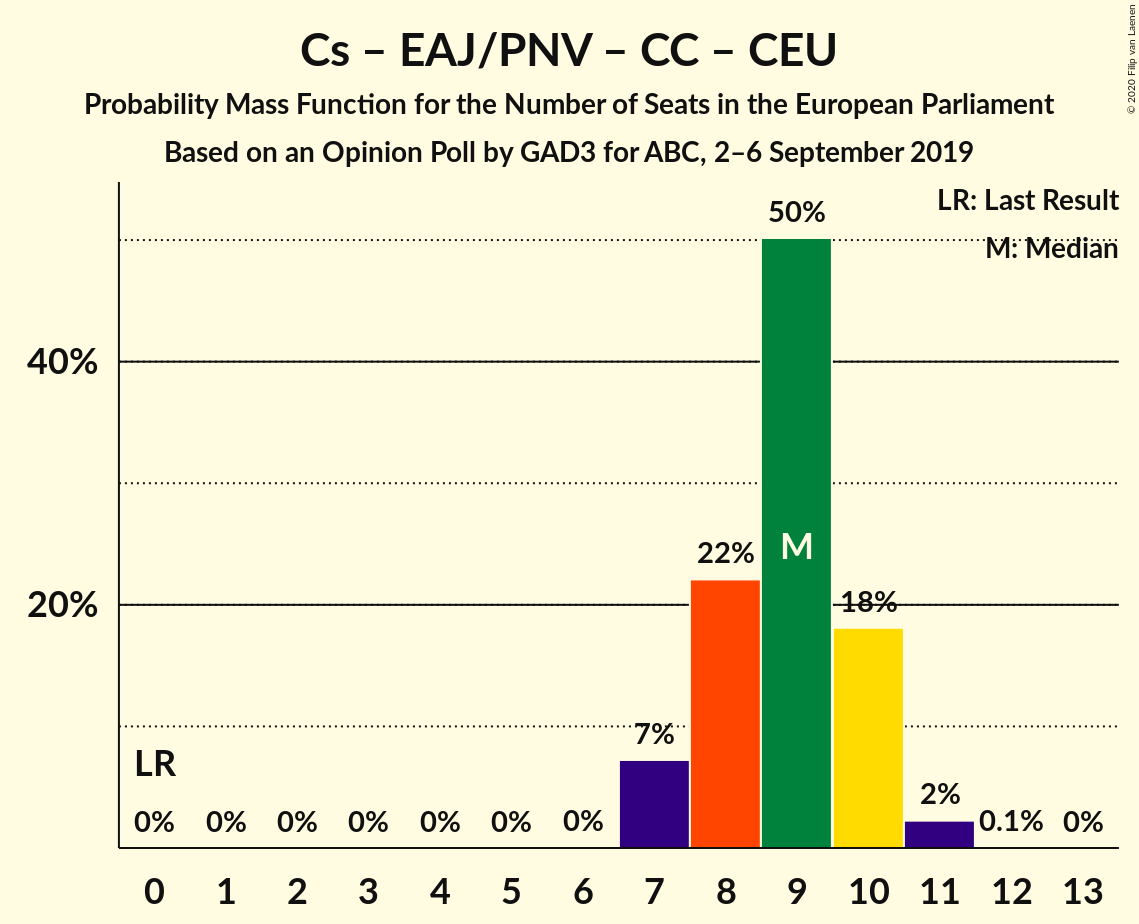 Cs – EAJ/PNV – CC – CEU
Probability Mass Function for the Number of Seats in the European Parliament
Based on an Opinion Poll by GAD3 for ABC, 2–6 September 2019
© 2020 Filip van Laenen
LR: Last Result
M: Median
50%
40%
22%
M
20%
18%
7%
LR
2%
0% 0% 0% 0% 0% 0% 0% 0.1% 0%
0 1 2 3 4 5 6 7 8 9 10 11 12 13